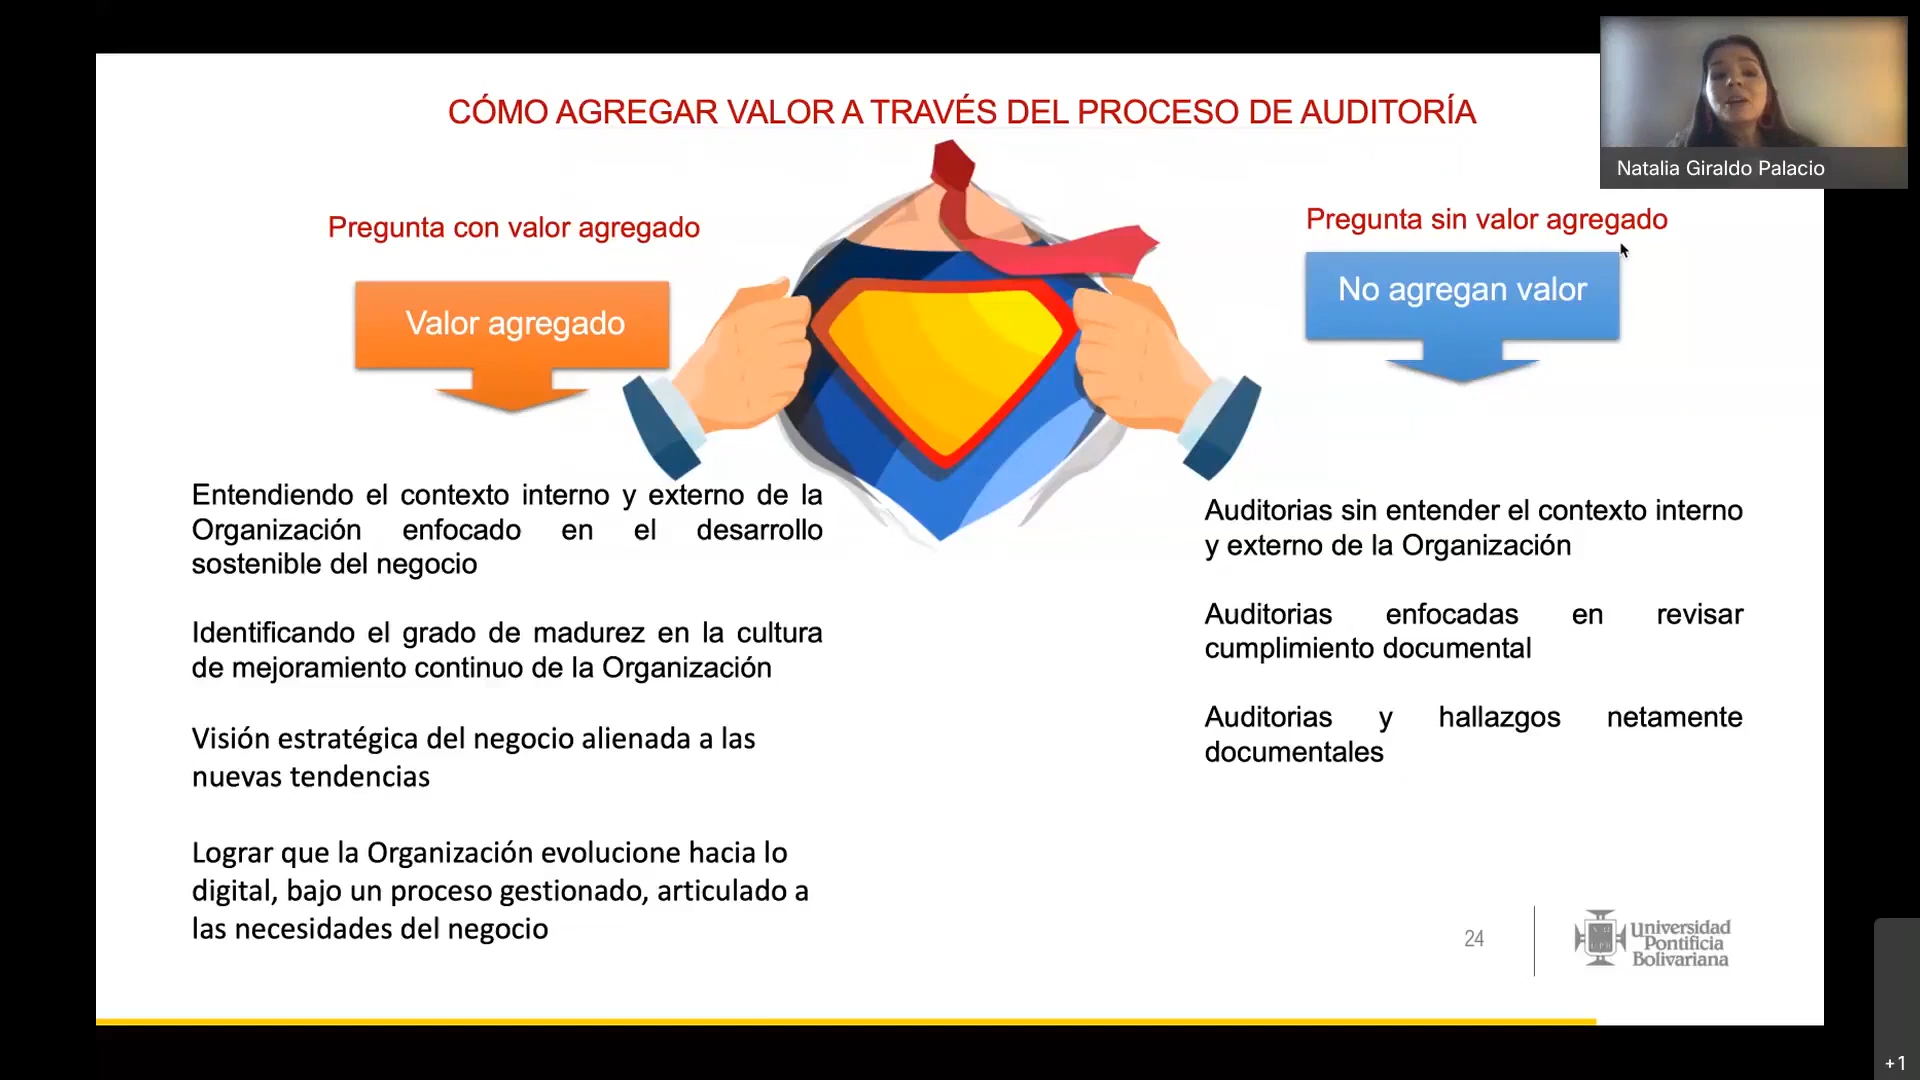 CÓMO AGREGAR VALOR A TRAVÉS DEL PROCESO DE AUDITORÍA
Natalia Giraldo Palacio
Pregunta con valor agregado
Valor agregado
Entendiendo el contexto interno y externo de la
Organización enfocado en el desarrollo
sostenible del negocio
Identificando el grado de madurez en la cultura
de mejoramiento continuo de la Organización
Visión estratégica del negocio alienada a las
nuevas tendencias
Lograr que la Organización evolucione hacia lo
digital, bajo un proceso gestionado, articulado a
las necesidades del negocio
Pregunta sin valor agregado
No agregan valor
Auditorias sin entender el contexto interno
y externo de la Organización
Auditorias enfocadas en revisar
cumplimiento documental
Auditorias y hallazgos netamente
documentales
24
Universidad
Pontificia
Bolivariana
+1